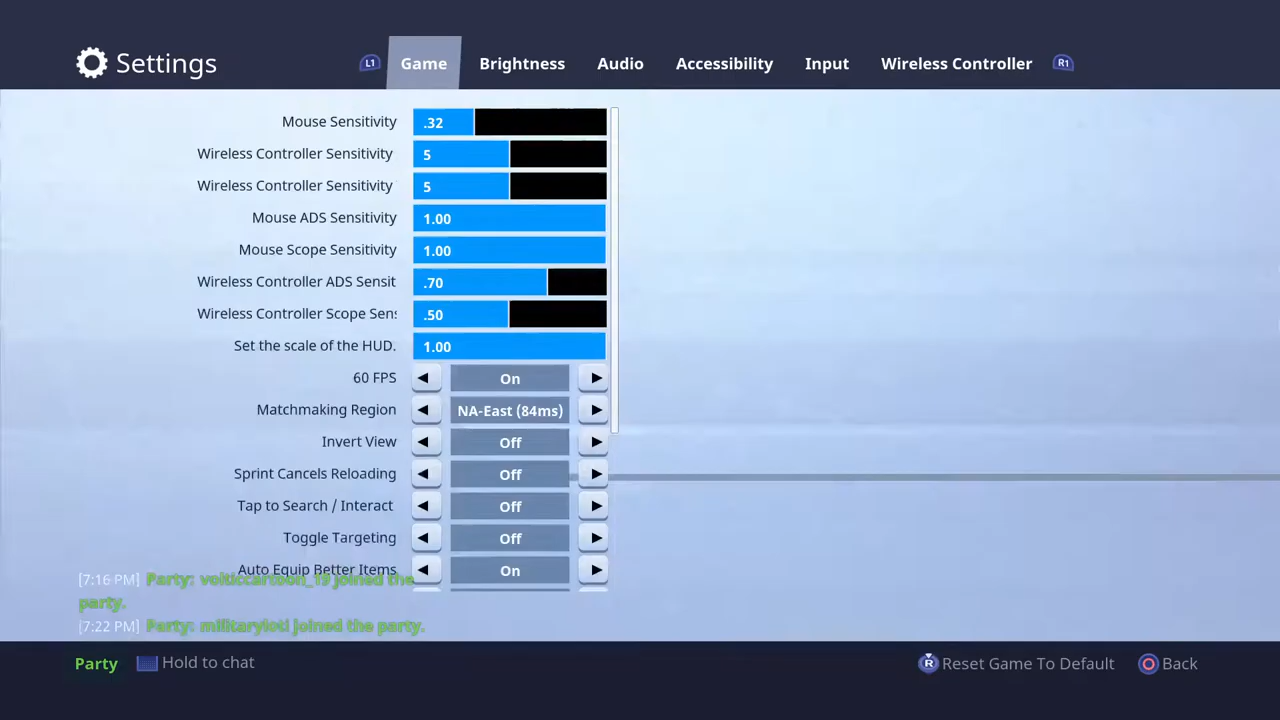 Settings
L1 Game Brightness Audio Accessibility Input Wireless Controller R1
Mouse Sensitivity .32
Wireless Controller Sensitivity 5
Wireless Controller Sensitivity 5
Mouse ADS Sensitivity 1.00
Mouse Scope Sensitivity 1.00
Wireless Controller ADS Sensit .70
Wireless Controller Scope Sens .50
Set the scale of the HUD. 1.00
60 FPS On
Matchmaking Region NA-East (84ms)
Invert View Off
Sprint Cancels Reloading Off
Tap to Search / Interact Off
Toggle Targeting Off
Auto Equip Better Items On
[7:16 PM] Party: volticcartoon_19 joined the
party.
[7:22 PM] Party: militaryloti joined the party.
Party Hold to chat R Reset Game To Default Back